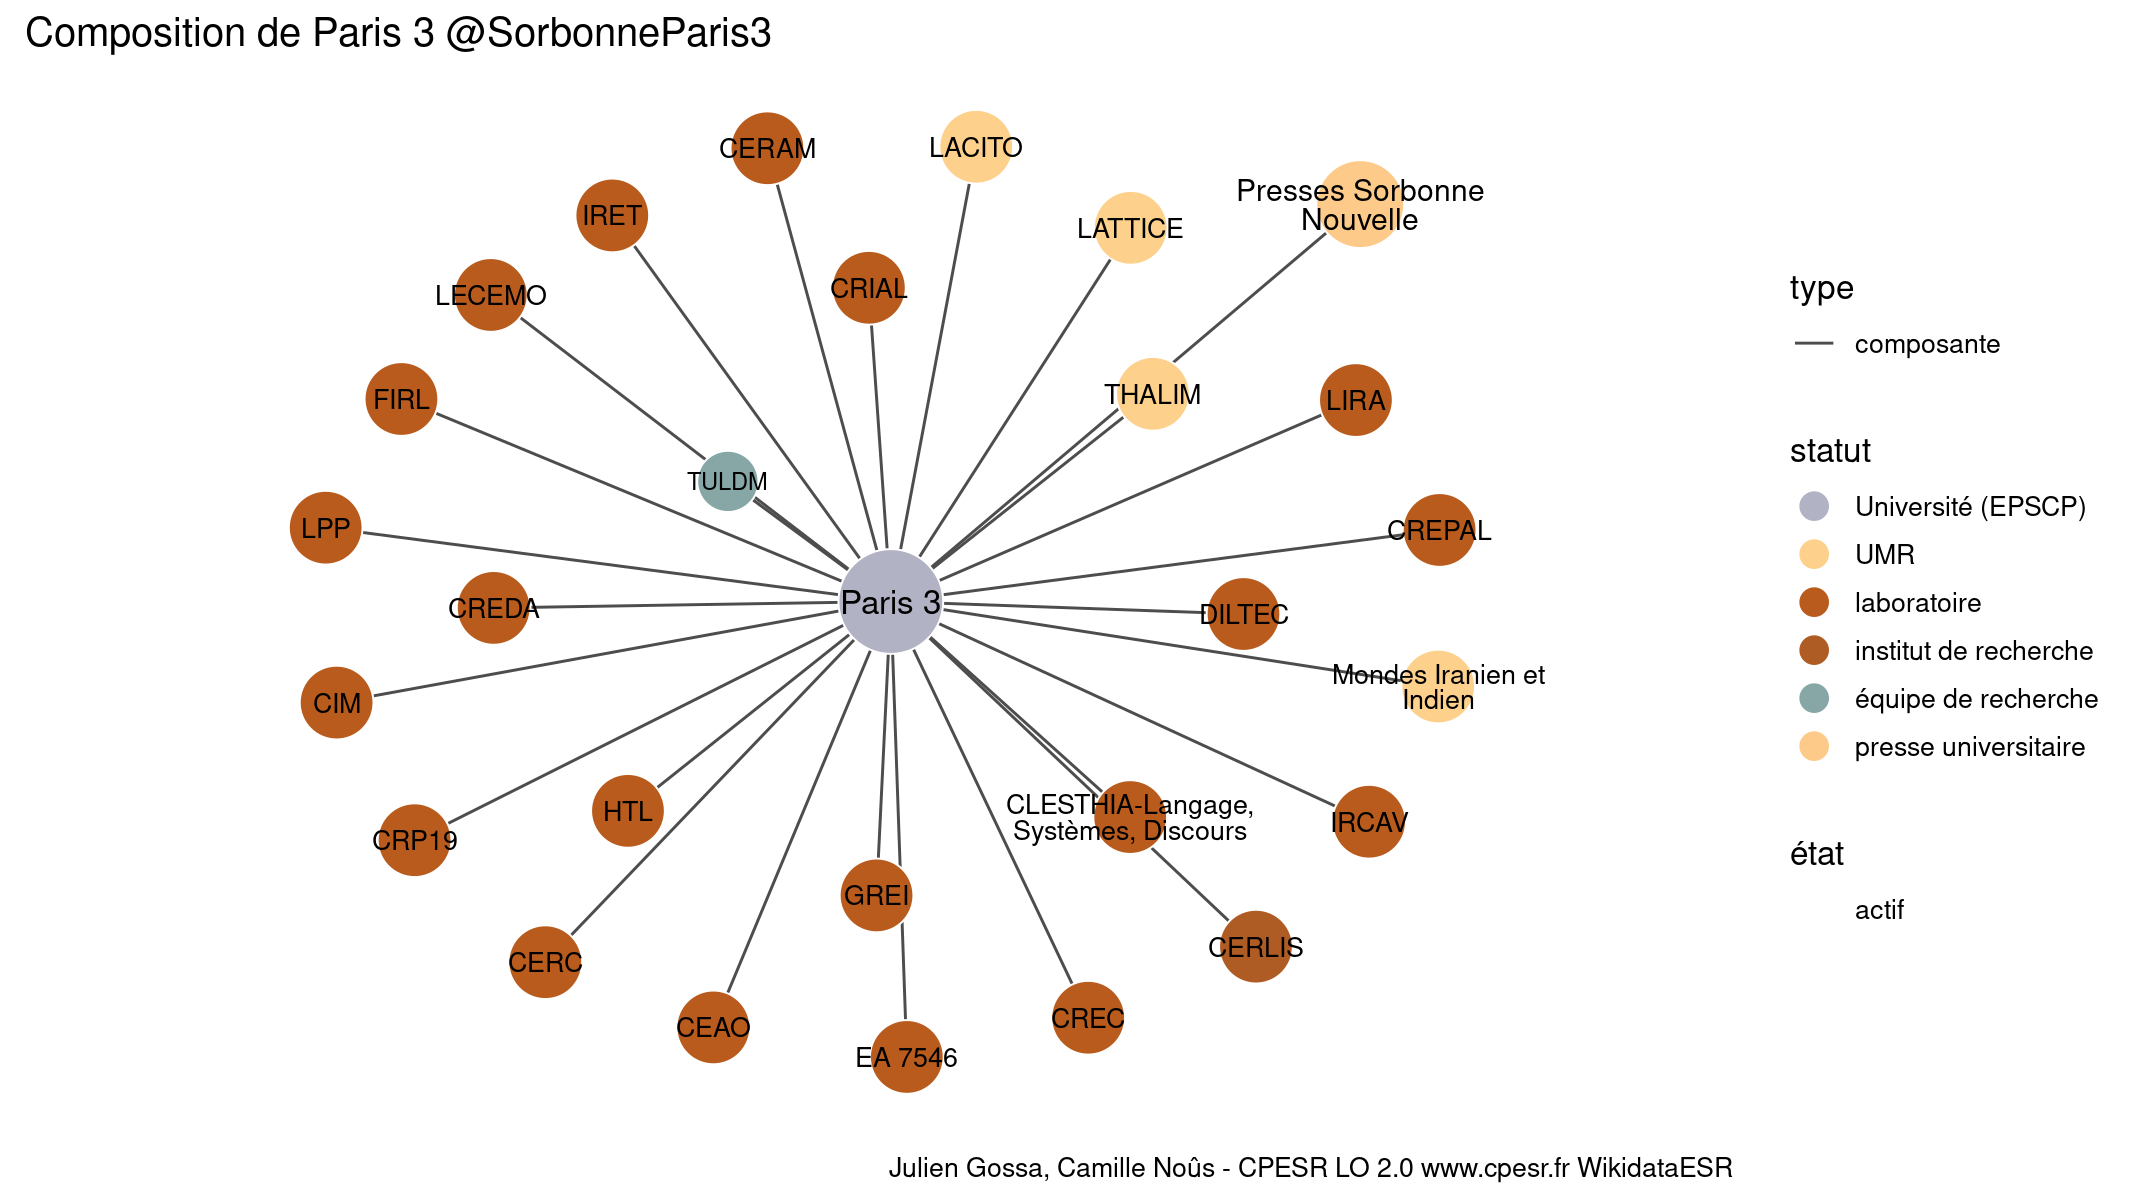 Composition de Paris 3 @SorbonneParis3
CERAM
LACITO
Presses Sorbonne
Nouvelle
IRET
LATTICE
CRIAL
LECEMO
FIRL
THALIM
LIRA
TULDM
LPP
CREPAL
CREDA
Paris 3
DILTEC
Mondes Iranien et
Indien
CIM
CLESTHIA-Langage,
Systèmes, Discours
HTL
IRCAV
CRP19
GREI
CERLIS
CERC
CREC
CEAO
EA 7546
type
composante
statut
Université (EPSCP)
UMR
laboratoire
institut de recherche
équipe de recherche
presse universitaire
état
actif
Julien Gossa, Camille Noûs - CPESR LO 2.0 www.cpesr.fr WikidataESR